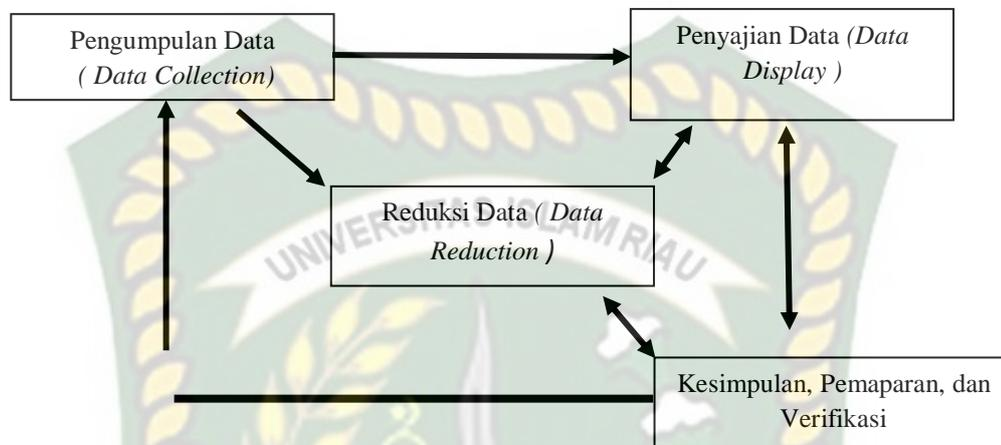 Pengumpulan Data
( Data Collection)
Penyajian Data (Data
Display )
Reduksi Data ( Data
Reduction )
UNIVERSITAS ISLAM RIAU
Kesimpulan, Pemaparan, dan
Verifikasi